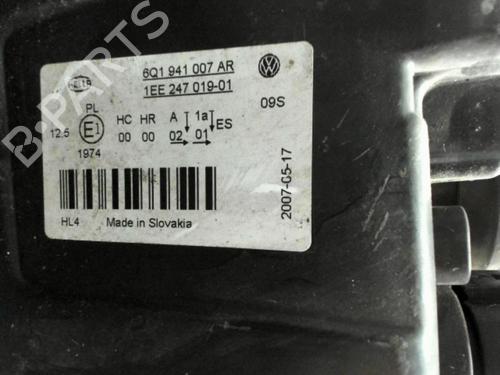 HELLA
6Q1 941 007 AR
1EE 247 019-01
09S
PL
12.5
E1
1974
HC HR A 1a ES
00 00 02 01
HL4
Made in Slovakia
2007-05-17
B-PARTS